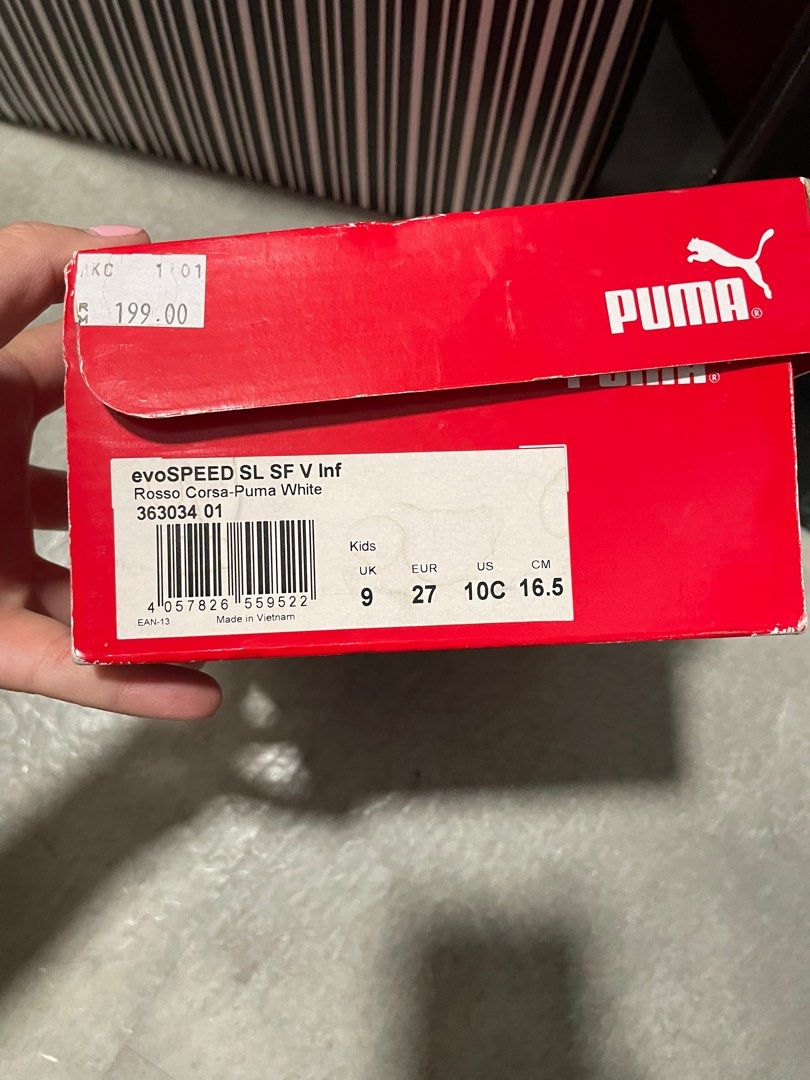 KC 1 01
RM 199.00
PUMA®
PUMA®
evoSPEED SL SF V Inf
Rosso Corsa-Puma White
363034 01
Kids
UK EUR US CM
9 27 10C 16.5
4 057826 559522
EAN-13 Made in Vietnam